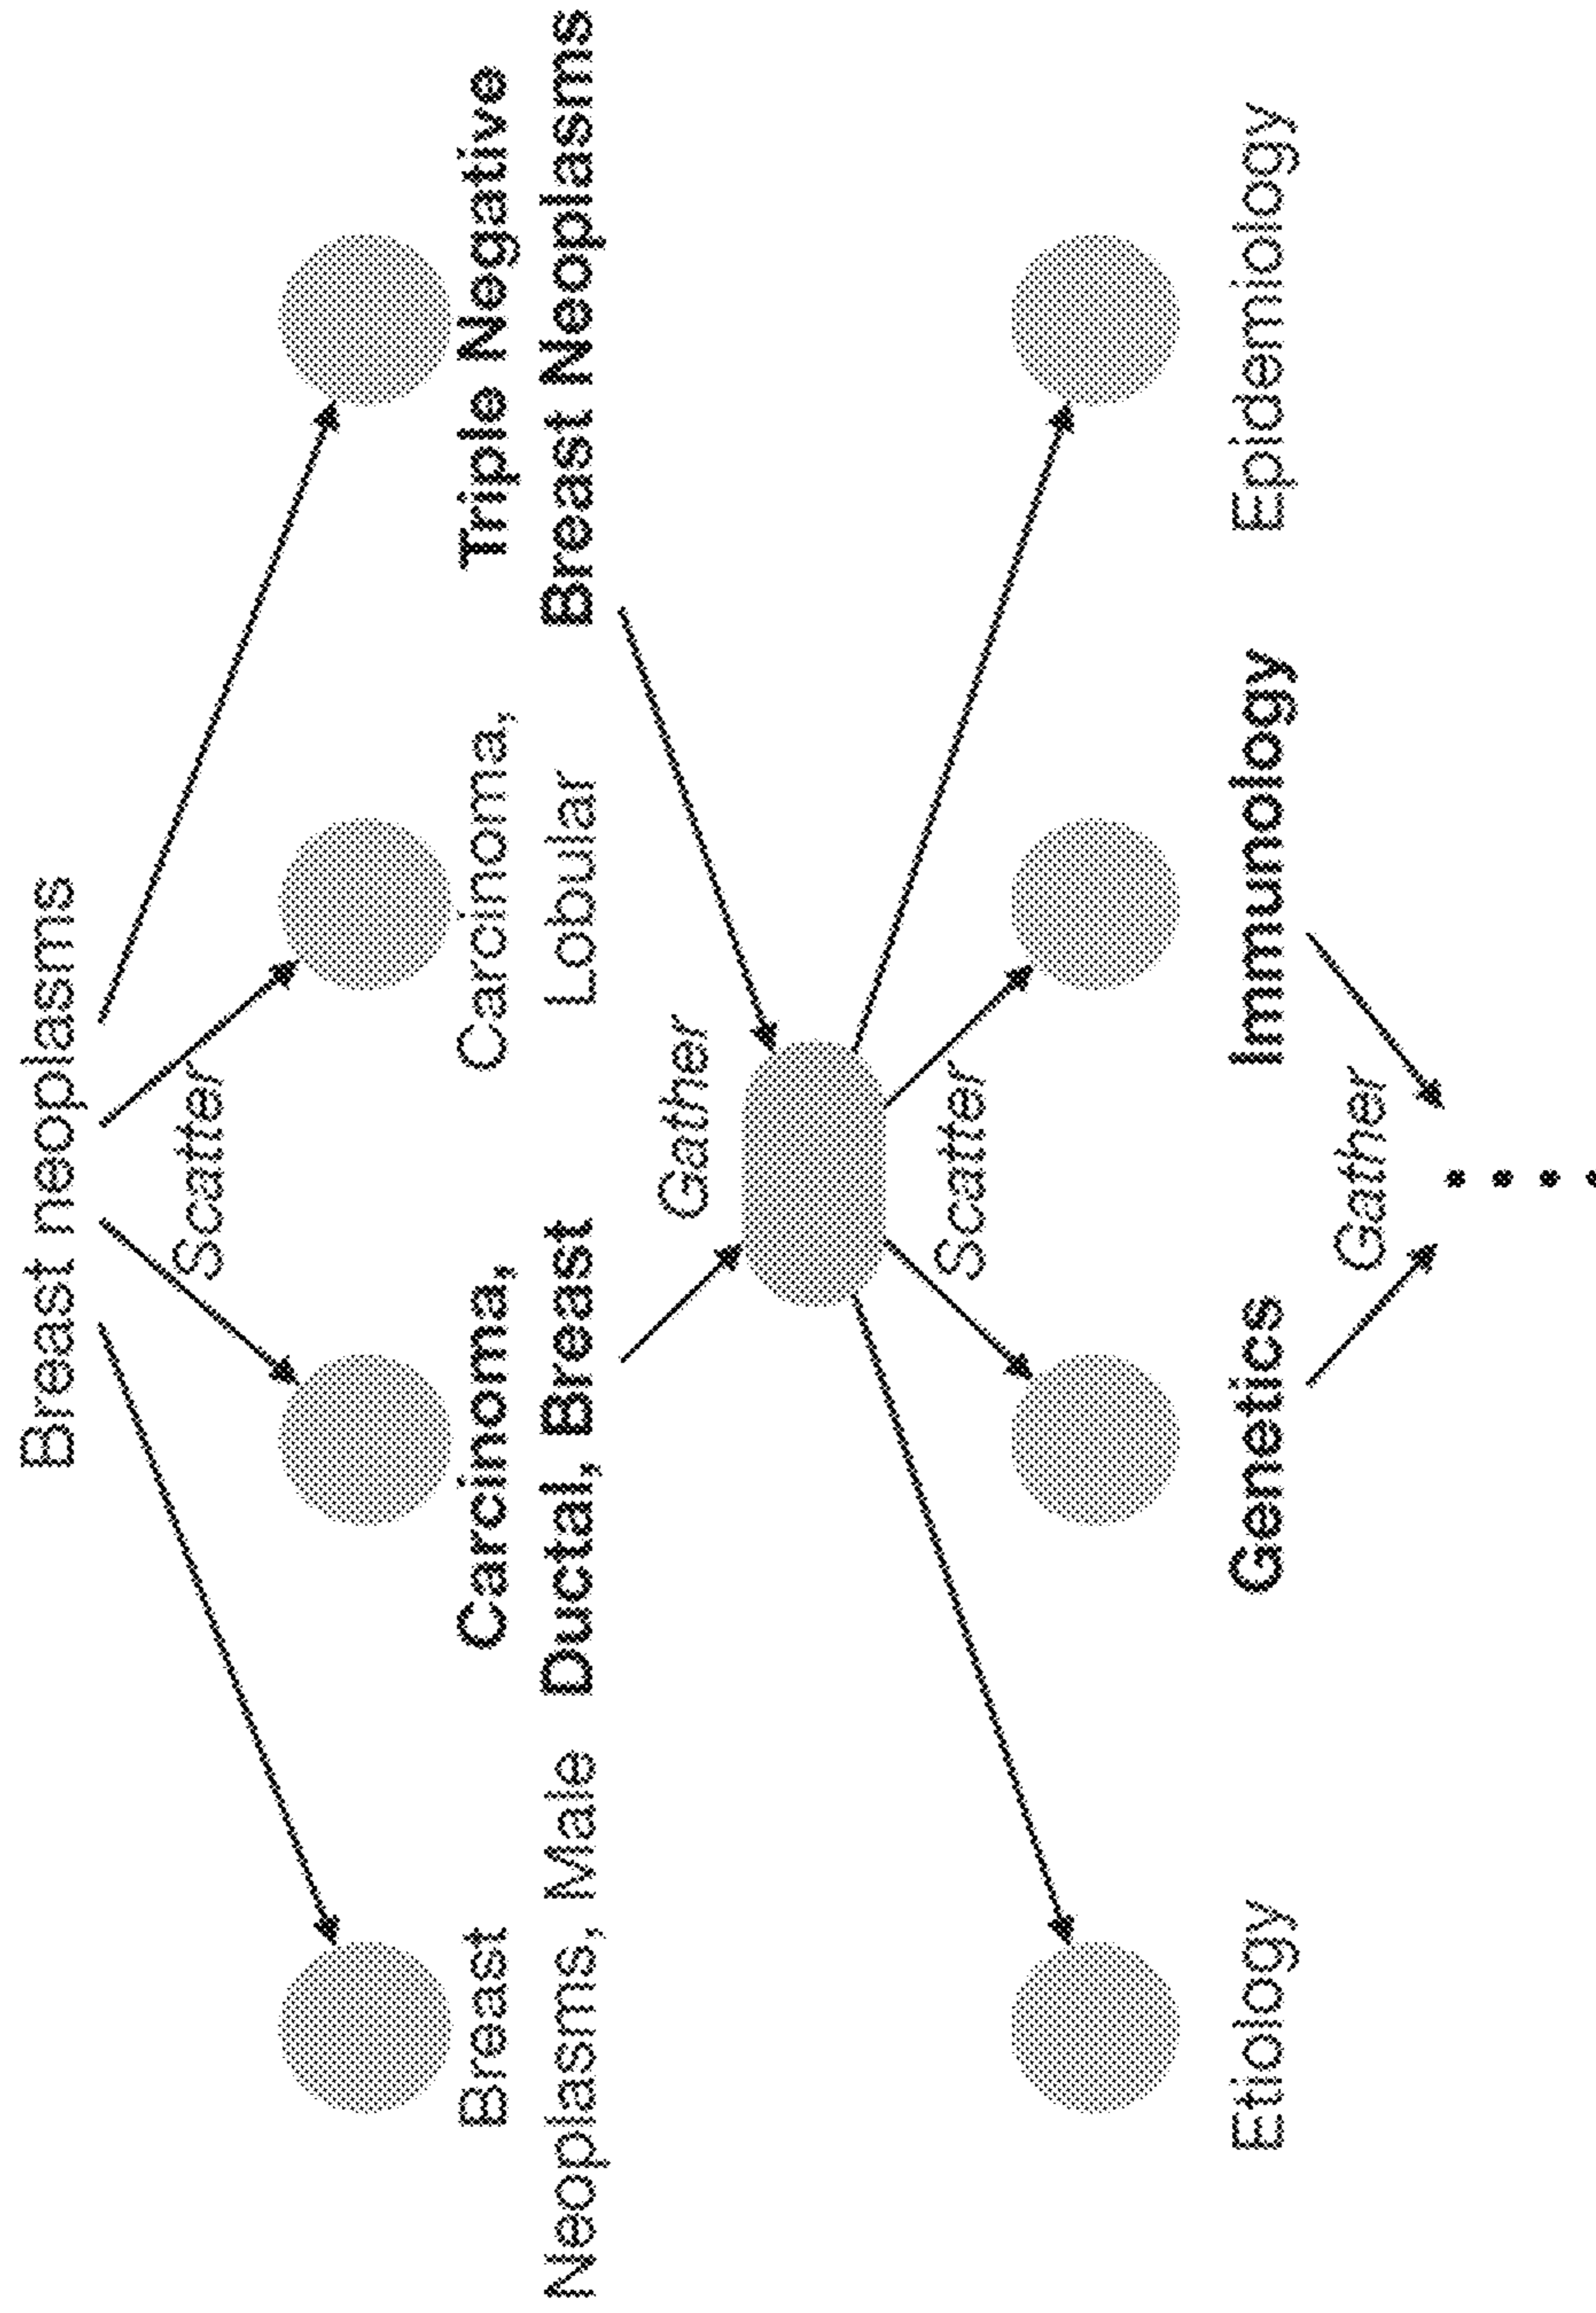 Breast neoplasms
Scatter
Breast
Neoplasms, Male
Carcinoma,
Ductal, Breast
Carcinoma,
Lobular
Triple Negative
Breast Neoplasms
Gather
Scatter
Etiology
Genetics
Immunology
Epidemiology
Gather